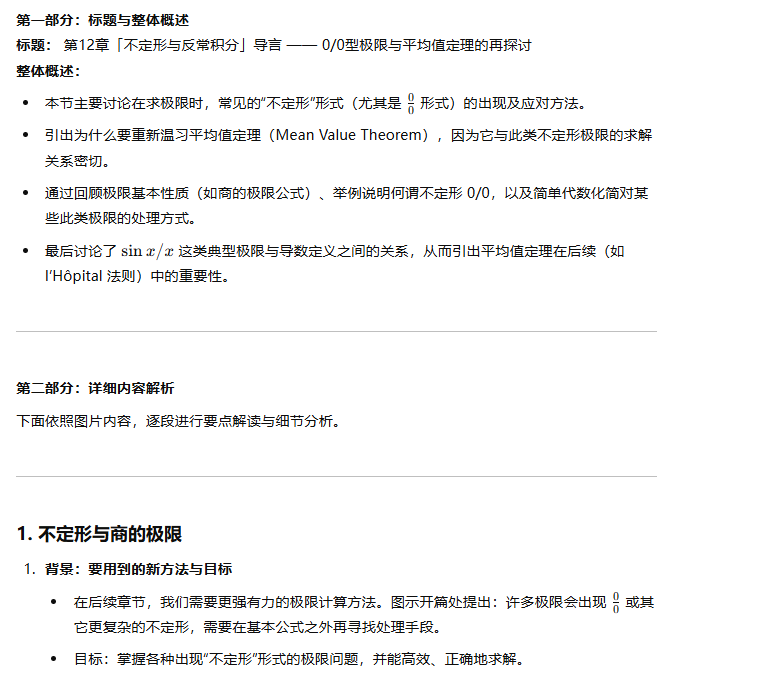 第一部分：标题与整体概述
标题： 第12章「不定形与反常积分」导言 —— 0/0型极限与平均值定理的再探讨
整体概述：
• 本节主要讨论在求极限时，常见的“不定形”形式（尤其是 0/0 形式）的出现及应对方法。
• 引出为什么要重新温习平均值定理（Mean Value Theorem），因为它与此类不定形极限的求解
关系密切。
• 通过回顾极限基本性质（如商的极限公式）、举例说明何谓不定形 0/0，以及简单代数化简对某
些此类极限的处理方式。
• 最后讨论了 sin x/x 这类典型极限与导数定义之间的关系，从而引出平均值定理在后续（如
l’Hôpital 法则）中的重要性。
第二部分：详细内容解析
下面依照图片内容，逐段进行要点解读与细节分析。
1. 不定形与商的极限
1. 背景：要用到的新方法与目标
• 在后续章节，我们需要更强有力的极限计算方法。图示开篇处提出：许多极限会出现 0/0 或其
它更复杂的不定形，需要在基本公式之外再寻找处理手段。
• 目标：掌握各种出现“不定形”形式的极限问题，并能高效、正确地求解。